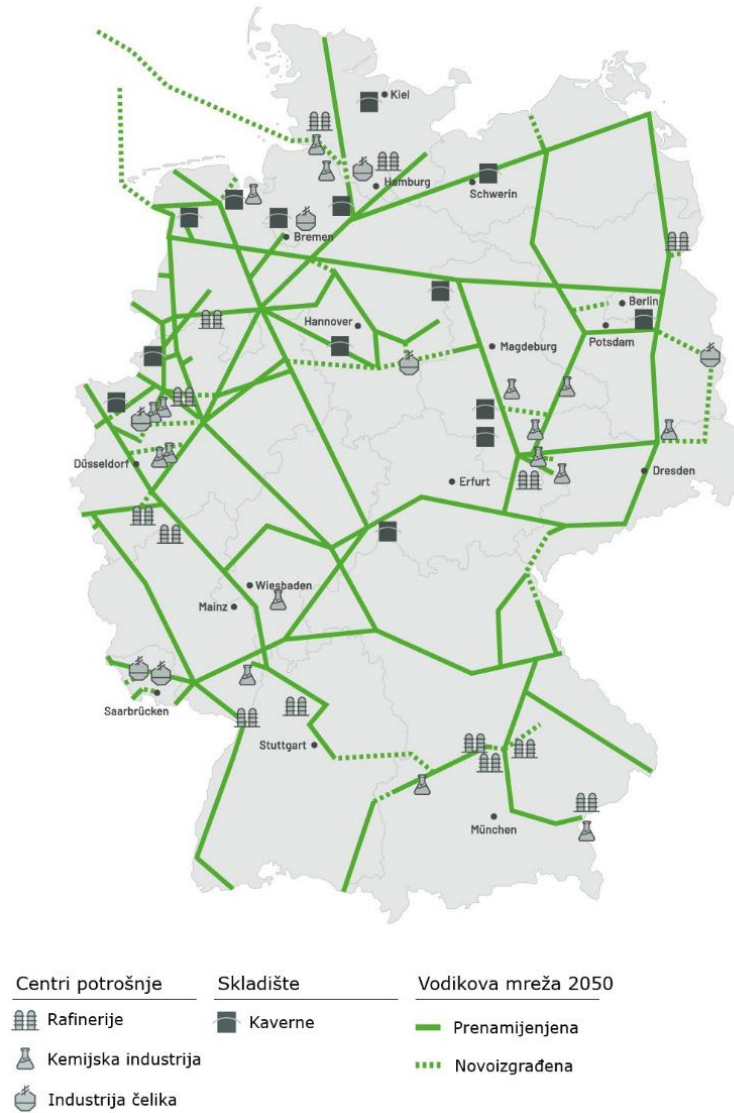 Kiel
Hamburg
Schwerin
Bremen
Berlin
Hannover
Potsdam
Magdeburg
Düsseldorf
Erfurt
Dresden
Wiesbaden
Mainz
Saarbrücken
Stuttgart
München
Centri potrošnje
Skladište
Vodikova mreža 2050
Rafinerije
Kaverne
Prenamijenjena
Kemijska industrija
Novoizgrađena
Industrija čelika